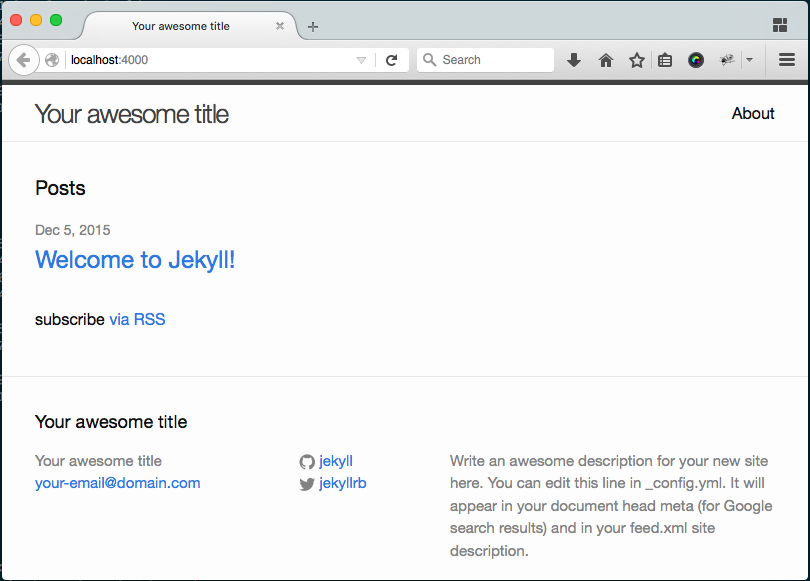 Your awesome title
localhost:4000
Search
Your awesome title
About
Posts
Dec 5, 2015
Welcome to Jekyll!
subscribe via RSS
Your awesome title
Your awesome title
your-email@domain.com
jekyll
jekyllrb
Write an awesome description for your new site
here. You can edit this line in _config.yml. It will
appear in your document head meta (for Google
search results) and in your feed.xml site
description.